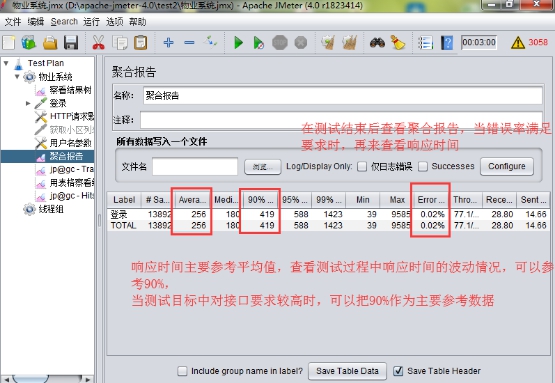 物业系统.jmx (D:\apache-jmeter-4.0\test2\物业系统.jmx) - Apache JMeter (4.0 r1823414)
文件 编辑 Search 运行 选项 帮助
00:03:00 3058
Test Plan
物业系统
察看结果树
登录
HTTP请求默
获取小区列
用户名参数
聚合报告
jp@gc - Tra
用表格察看结
jp@gc - Hits
线程组
聚合报告
名称: 聚合报告
注释:
在测试结束后查看聚合报告，当错误率满足
要求时，再来查看响应时间
所有数据写入一个文件
文件名 浏览... Log/Display Only: 仅日志错误 Successes Configure
Label # Sa... Avera... Medi... 90% ... 95% ... 99% ... Min Max Error ... Thro... Rece... Sent ...
登录 13892 256 180 419 588 1423 39 9585 0.02% 77.1/... 28.80 14.66
TOTAL 13892 256 180 419 588 1423 39 9585 0.02% 77.1/... 28.80 14.66
响应时间主要参考平均值，查看测试过程中响应时间的波动情况，可以参
考90%,
当测试目标中对接口要求较高时，可以把90%作为主要参考数据
Include group name in label? Save Table Data Save Table Header